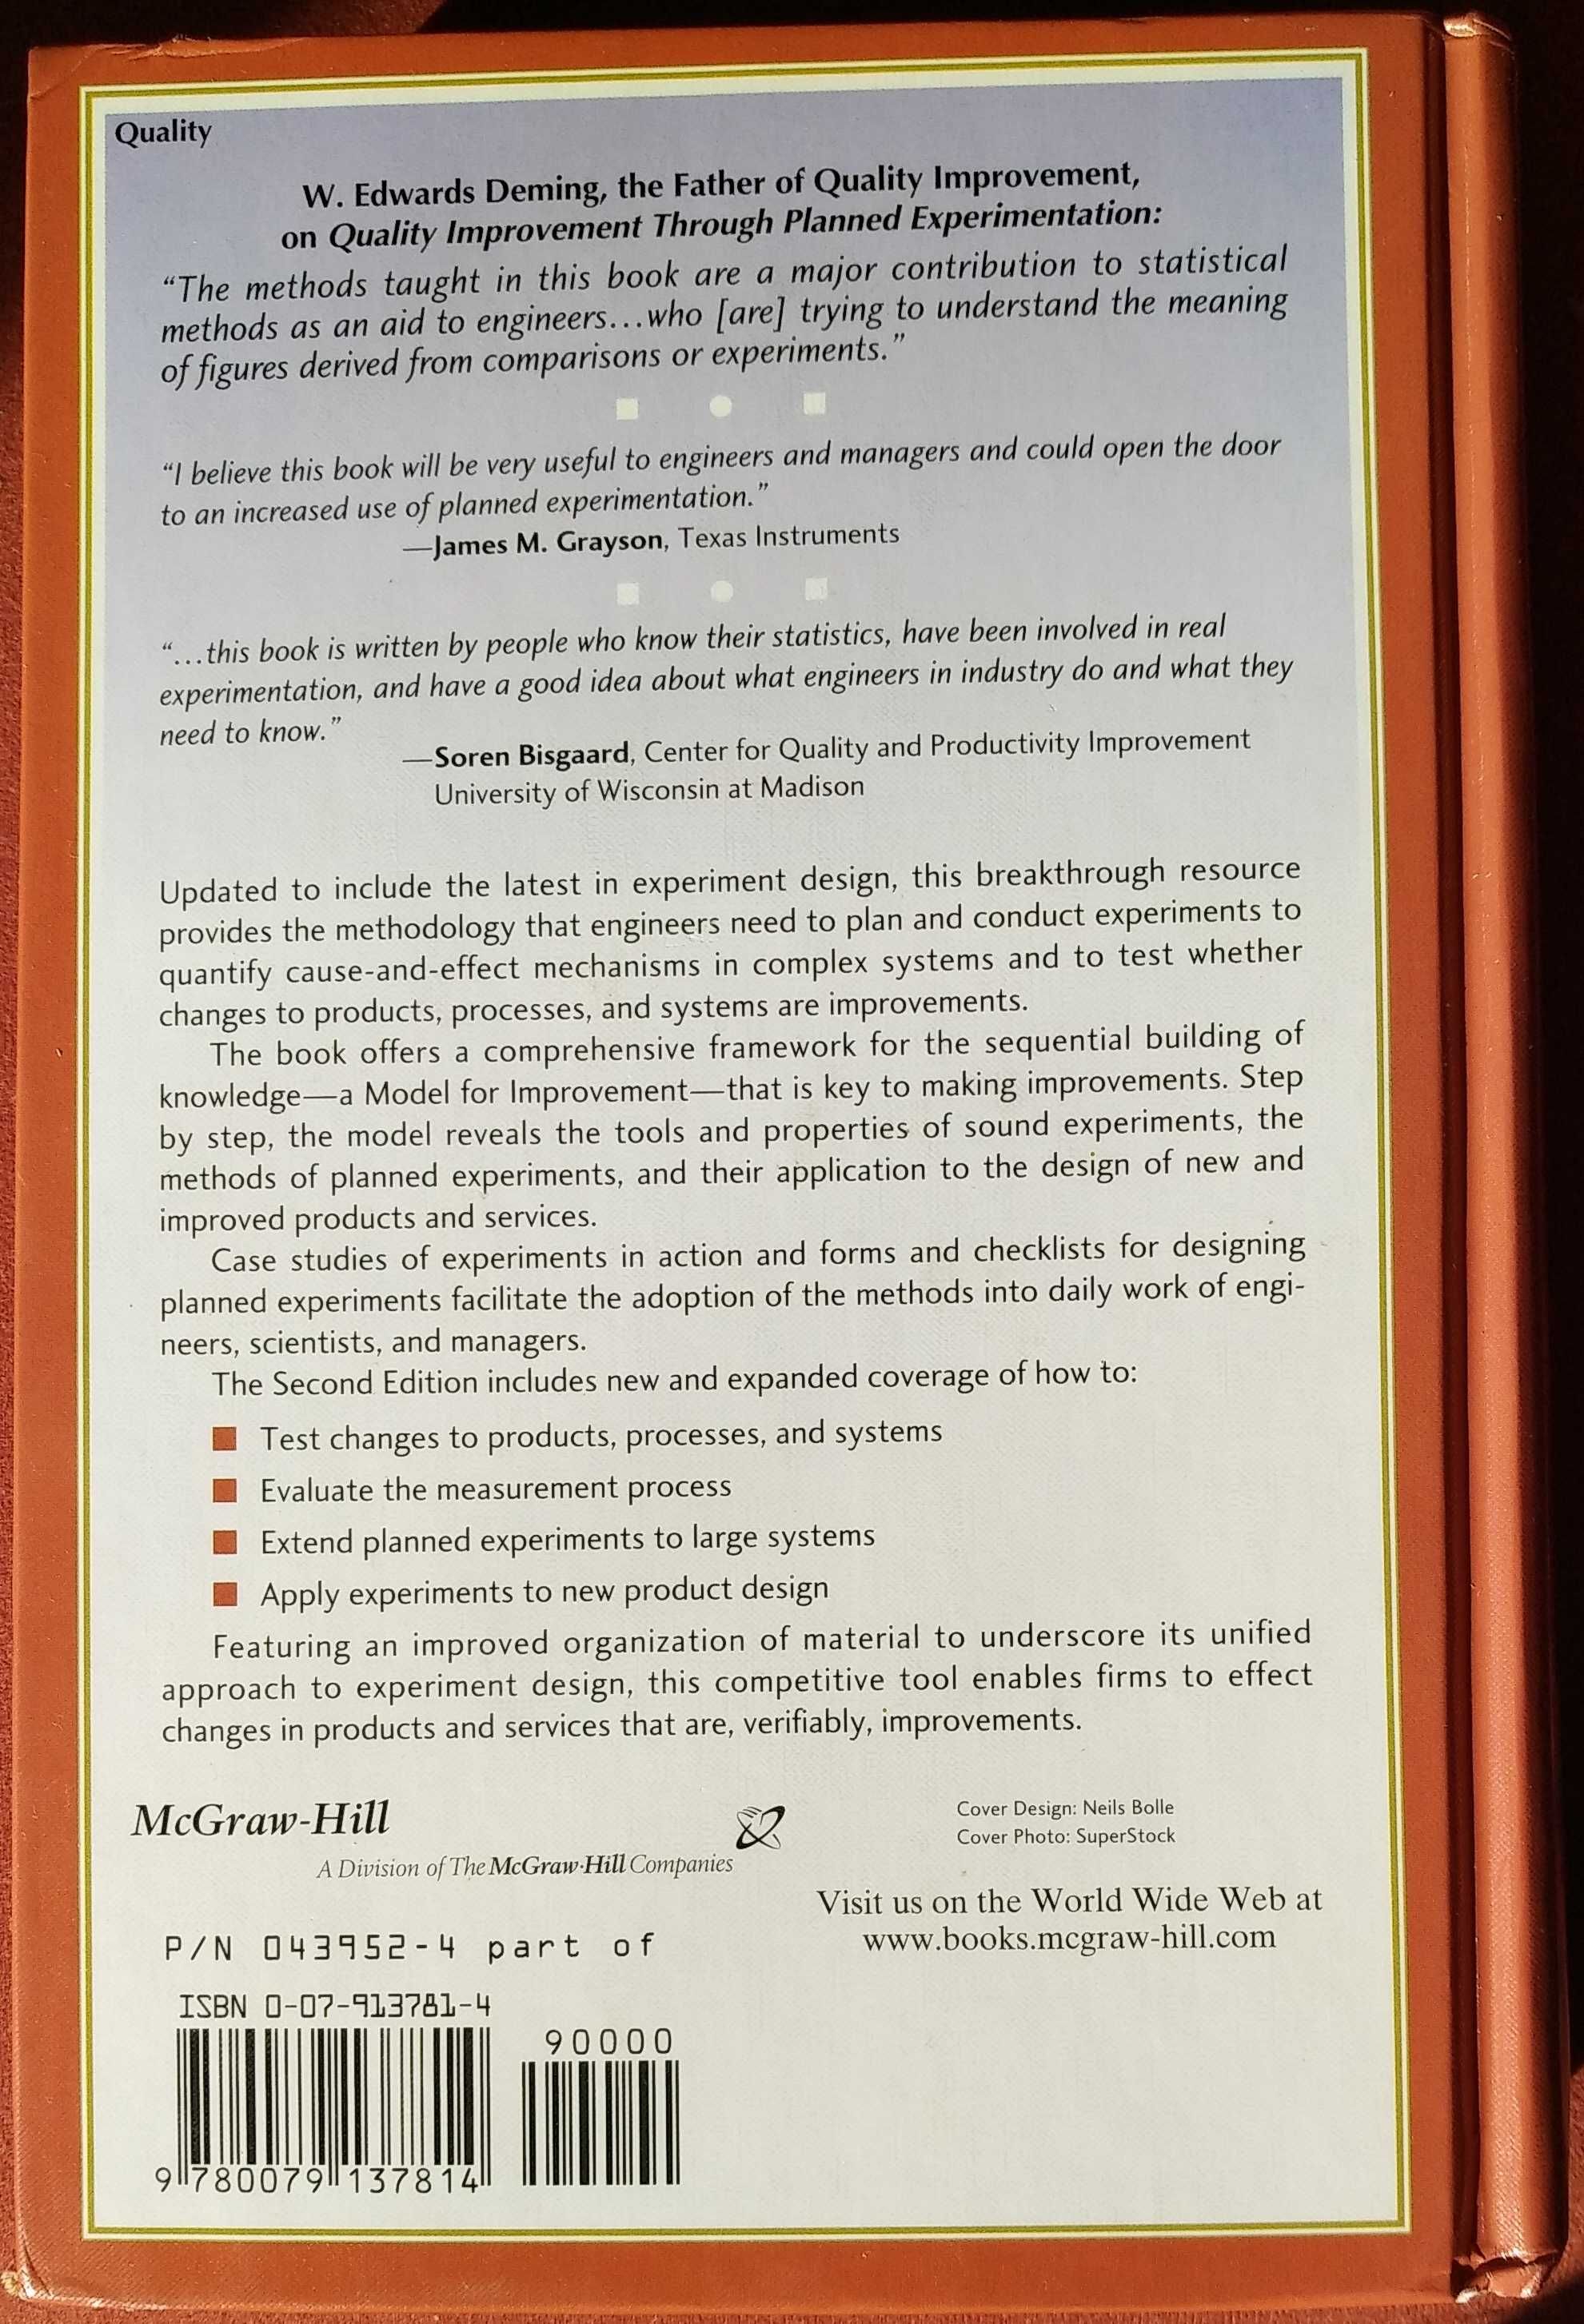 Quality
W. Edwards Deming, the Father of Quality Improvement,
on Quality Improvement Through Planned Experimentation:
“The methods taught in this book are a major contribution to statistical
methods as an aid to engineers...who [are] trying to understand the meaning
of figures derived from comparisons or experiments.”
“I believe this book will be very useful to engineers and managers and could open the door
to an increased use of planned experimentation.”
—James M. Grayson, Texas Instruments
“...this book is written by people who know their statistics, have been involved in real
experimentation, and have a good idea about what engineers in industry do and what they
need to know.”
—Soren Bisgaard, Center for Quality and Productivity Improvement
University of Wisconsin at Madison
Updated to include the latest in experiment design, this breakthrough resource
provides the methodology that engineers need to plan and conduct experiments to
quantify cause-and-effect mechanisms in complex systems and to test whether
changes to products, processes, and systems are improvements.
The book offers a comprehensive framework for the sequential building of
knowledge—a Model for Improvement—that is key to making improvements. Step
by step, the model reveals the tools and properties of sound experiments, the
methods of planned experiments, and their application to the design of new and
improved products and services.
Case studies of experiments in action and forms and checklists for designing
planned experiments facilitate the adoption of the methods into daily work of engi-
neers, scientists, and managers.
The Second Edition includes new and expanded coverage of how to:
■ Test changes to products, processes, and systems
■ Evaluate the measurement process
■ Extend planned experiments to large systems
■ Apply experiments to new product design
Featuring an improved organization of material to underscore its unified
approach to experiment design, this competitive tool enables firms to effect
changes in products and services that are, verifiably, improvements.
McGraw-Hill
A Division of The McGraw·Hill Companies
Cover Design: Neils Bolle
Cover Photo: SuperStock
Visit us on the World Wide Web at
www.books.mcgraw-hill.com
P/N 043952-4 part of
ISBN 0-07-913781-4
90000
9 780079 137814